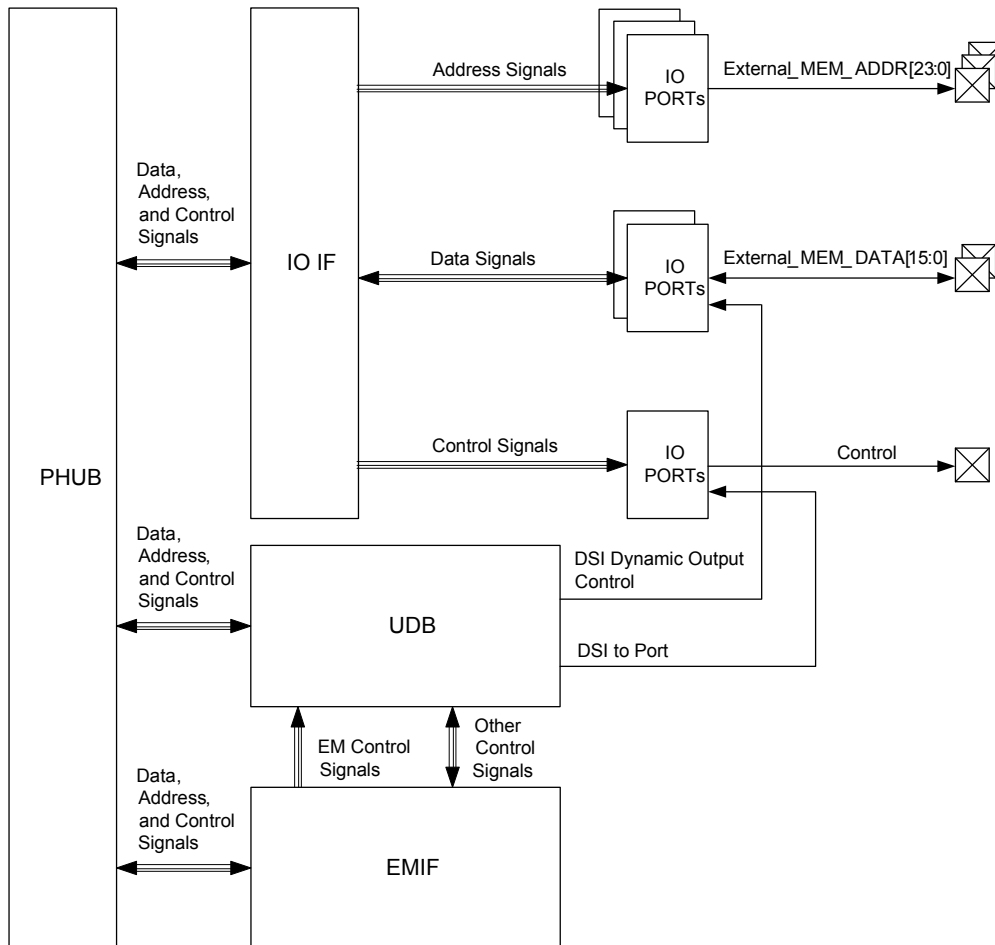 Address Signals
IO
PORTs
External_MEM_ADDR[23:0]
Data,
Address,
and Control
Signals
IO IF
Data Signals
IO
PORTs
External_MEM_DATA[15:0]
Control Signals
IO
PORTs
Control
PHUB
Data,
Address,
and Control
Signals
DSI Dynamic Output
Control
UDB
DSI to Port
EM Control
Signals
Other
Control
Signals
Data,
Address,
and Control
Signals
EMIF